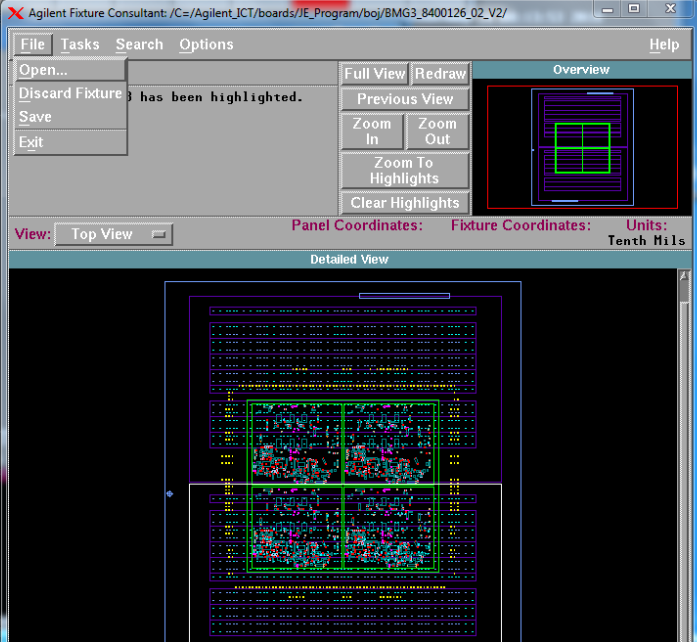 Agilent Fixture Consultant: /C=/Agilent_ICT/boards/JE_Program/boj/BMG3_8400126_02_V2/
File Tasks Search Options Help
Open...
Discard Fixture
Save
Exit
has been highlighted.
Full View Redraw
Previous View
Zoom In Zoom Out
Zoom To Highlights
Clear Highlights
Overview
View: Top View
Panel Coordinates: Fixture Coordinates: Units:
Tenth Mils
Detailed View